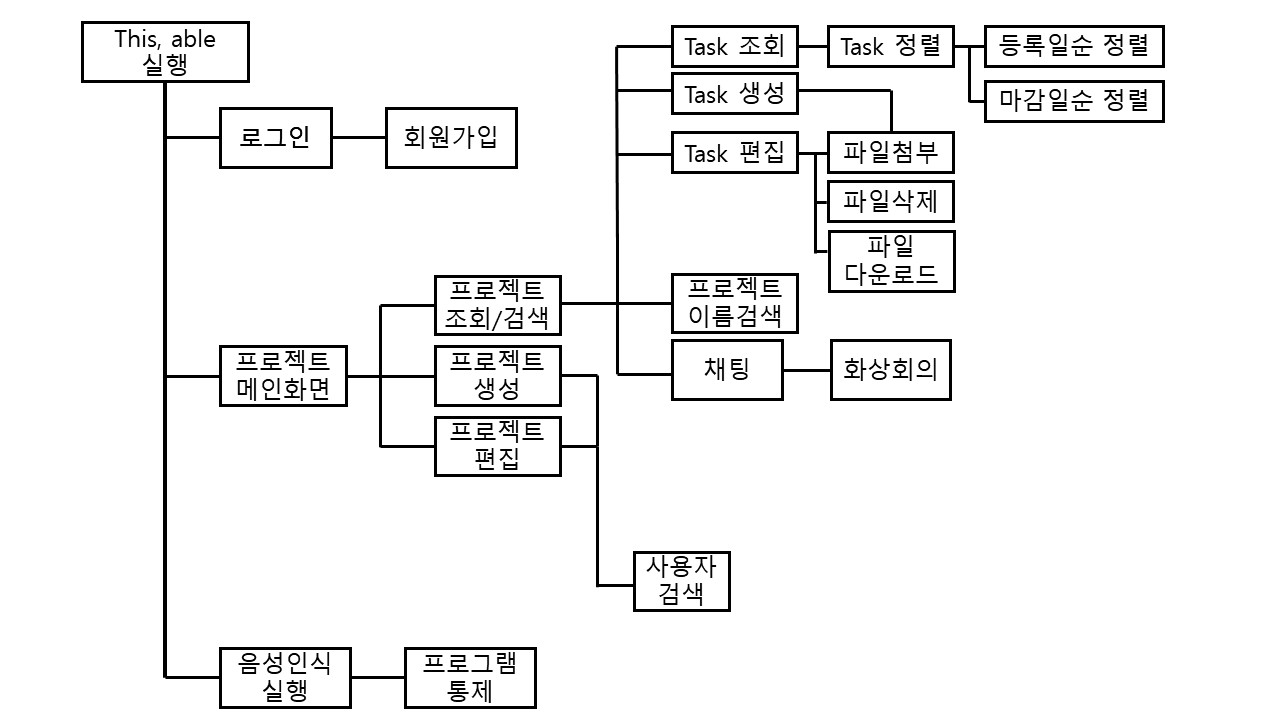 This, able
실행
로그인
회원가입
프로젝트
메인화면
프로젝트
조회/검색
프로젝트
생성
프로젝트
편집
Task 조회
Task 정렬
등록일순 정렬
마감일순 정렬
Task 생성
Task 편집
파일첨부
파일삭제
파일
다운로드
프로젝트
이름검색
채팅
화상회의
사용자
검색
음성인식
실행
프로그램
통제